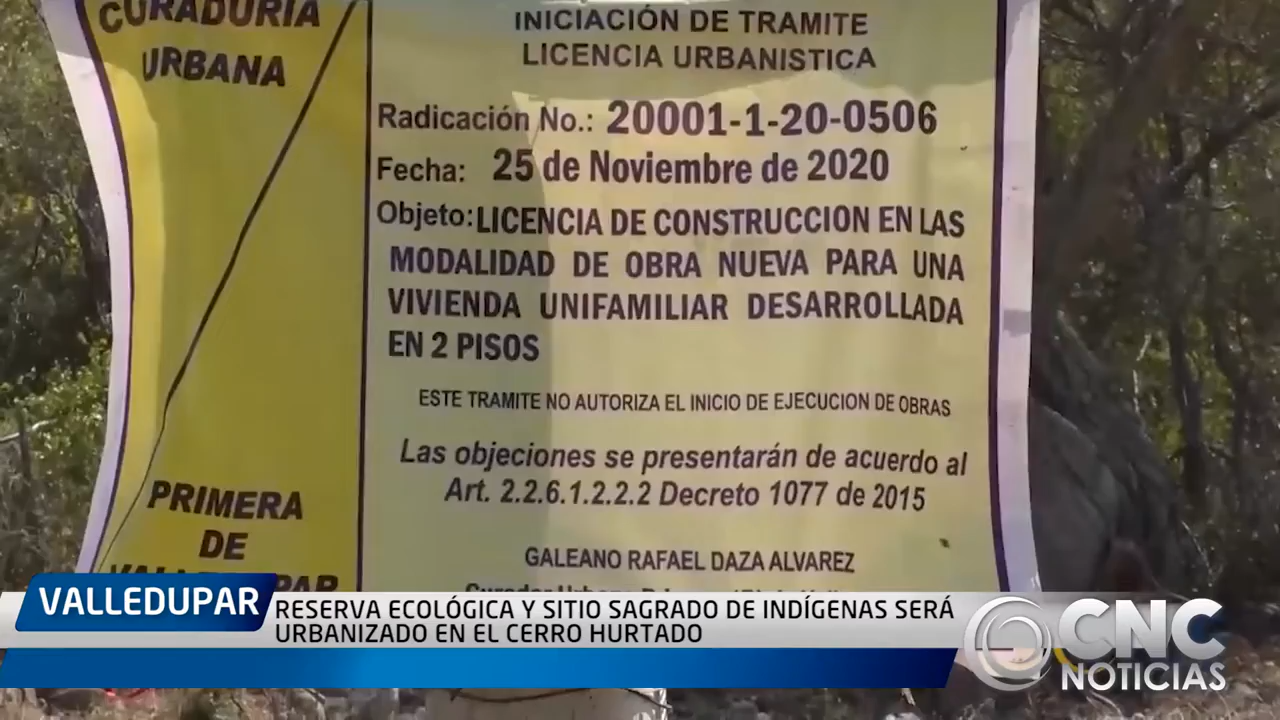 CURADURIA
URBANA
PRIMERA
DE
VALLEDUPAR
INICIACIÓN DE TRAMITE
LICENCIA URBANISTICA
Radicación No.: 20001-1-20-0506
Fecha: 25 de Noviembre de 2020
Objeto: LICENCIA DE CONSTRUCCION EN LAS
MODALIDAD DE OBRA NUEVA PARA UNA
VIVIENDA UNIFAMILIAR DESARROLLADA
EN 2 PISOS
ESTE TRAMITE NO AUTORIZA EL INICIO DE EJECUCION DE OBRAS
Las objeciones se presentarán de acuerdo al
Art. 2.2.6.1.2.2.2 Decreto 1077 de 2015
GALEANO RAFAEL DAZA ALVAREZ
Curador Urbano
VALLEDUPAR
RESERVA ECOLÓGICA Y SITIO SAGRADO DE INDÍGENAS SERÁ
URBANIZADO EN EL CERRO HURTADO
CNC
NOTICIAS